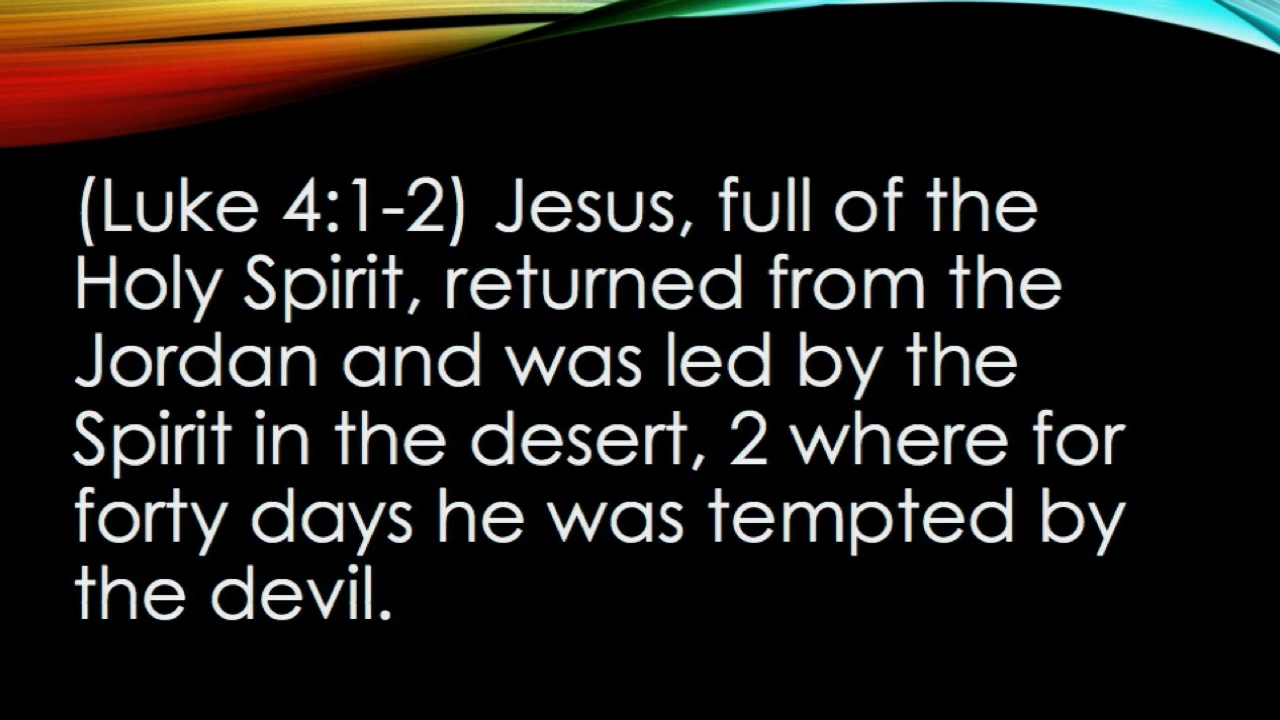 (Luke 4:1-2) Jesus, full of the
Holy Spirit, returned from the
Jordan and was led by the
Spirit in the desert, 2 where for
forty days he was tempted by
the devil.